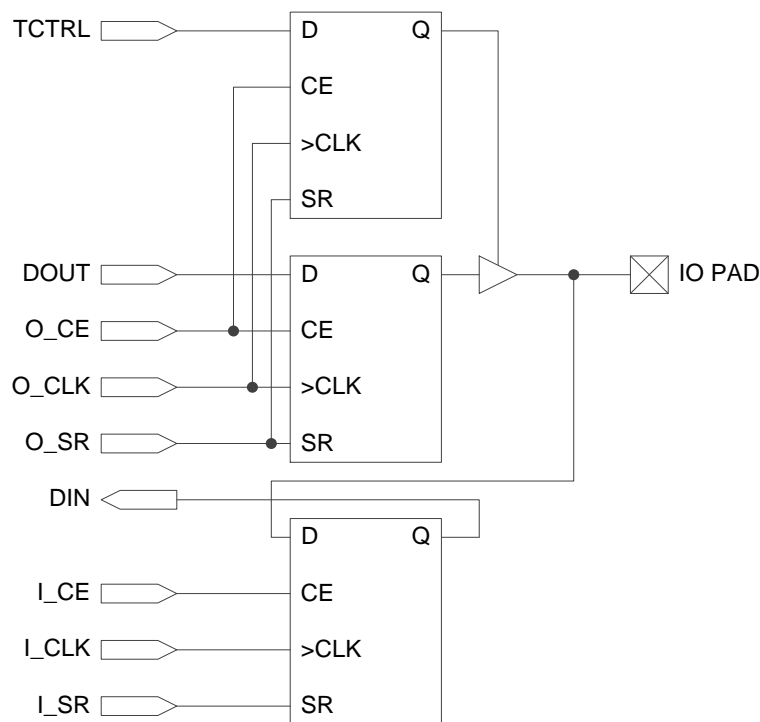 TCTRL D Q
CE
>CLK
SR
DOUT D Q IO PAD
O_CE CE
O_CLK >CLK
O_SR SR
DIN
D Q
I_CE CE
I_CLK >CLK
I_SR SR